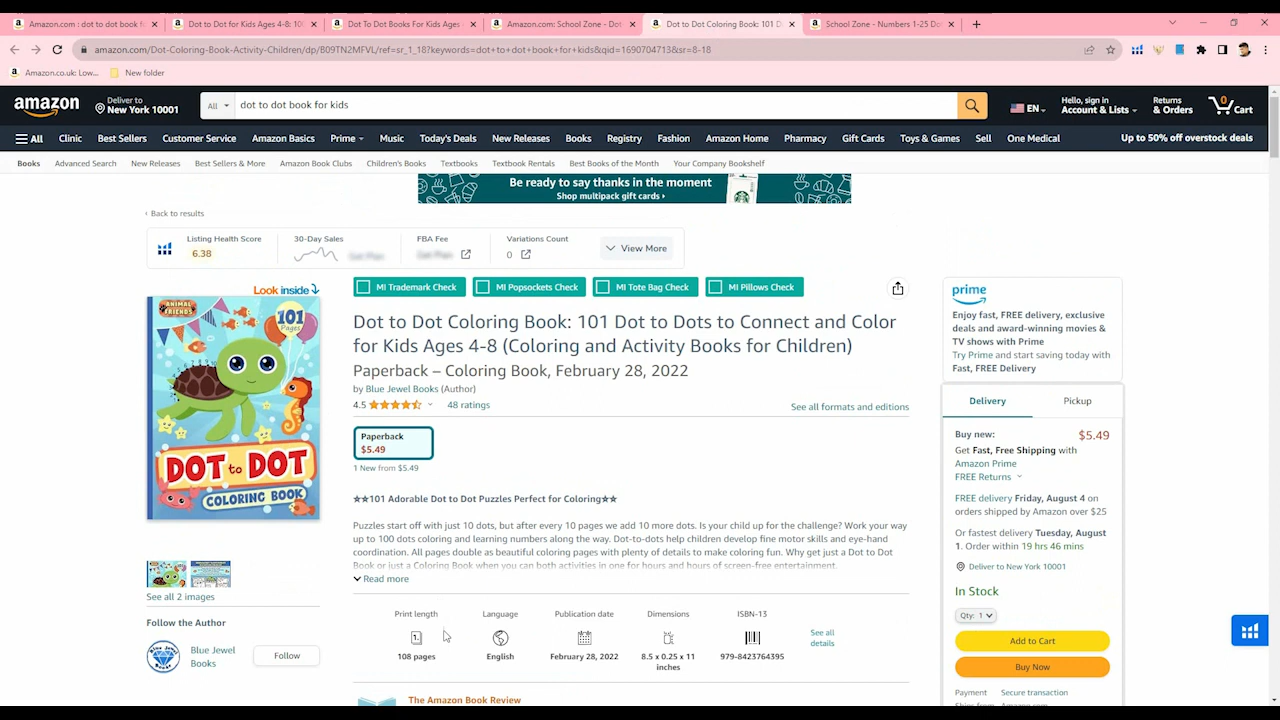 Amazon.com : dot to dot book f
Dot to Dot for Kids Ages 4-8: 10
Dot To Dot Books For Kids Ages
Amazon.com: School Zone - Dot
Dot to Dot Coloring Book: 101 D
School Zone - Numbers 1-25 Do
amazon.com/Dot-Coloring-Book-Activity-Children/dp/B09TN2MFVL/ref=sr_1_18?keywords=dot+to+dot+book+for+kids&qid=1690704713&sr=8-18
Amazon.co.uk: Low...
New folder
amazon
Deliver to
New York 10001
All
dot to dot book for kids
EN
Hello, sign in
Account & Lists
Returns
& Orders
0
Cart
All
Clinic
Best Sellers
Customer Service
Amazon Basics
Prime
Music
Today's Deals
New Releases
Books
Registry
Fashion
Amazon Home
Pharmacy
Gift Cards
Toys & Games
Sell
One Medical
Up to 50% off overstock deals
Books
Advanced Search
New Releases
Best Sellers & More
Amazon Book Clubs
Children's Books
Textbooks
Textbook Rentals
Best Books of the Month
Your Company Bookshelf
Be ready to say thanks in the moment
Shop multipack gift cards
‹ Back to results
Listing Health Score
6.38
30-Day Sales
FBA Fee
Variations Count
0
View More
Look inside
MI Trademark Check
MI Popsockets Check
MI Tote Bag Check
MI Pillows Check
ANIMAL
FRIENDS
101
Pages
DOT to DOT
COLORING BOOK
Dot to Dot Coloring Book: 101 Dot to Dots to Connect and Color
for Kids Ages 4-8 (Coloring and Activity Books for Children)
Paperback – Coloring Book, February 28, 2022
by Blue Jewel Books (Author)
4.5
48 ratings
See all formats and editions
Paperback
$5.49
1 New from $5.49
☆☆101 Adorable Dot to Dot Puzzles Perfect for Coloring☆☆
Puzzles start off with just 10 dots, but after every 10 pages we add 10 more dots. Is your child up for the challenge? Work your way
up to 100 dots coloring and learning numbers along the way. Dot-to-dots help children develop fine motor skills and eye-hand
coordination. All pages double as beautiful coloring pages with plenty of details to make coloring fun. Why get just a Dot to Dot
Book or just a Coloring Book when you can both activities in one for hours and hours of screen-free entertainment.
Read more
See all 2 images
Follow the Author
Blue Jewel
Books
Follow
Print length
108 pages
Language
English
Publication date
February 28, 2022
Dimensions
8.5 x 0.25 x 11
inches
ISBN-13
979-8423764395
See all
details
The Amazon Book Review
prime
Enjoy fast, FREE delivery, exclusive
deals and award-winning movies &
TV shows with Prime
Try Prime and start saving today with
Fast, FREE Delivery
Delivery
Pickup
Buy new:
$5.49
Get Fast, Free Shipping with
Amazon Prime
FREE Returns
FREE delivery Friday, August 4 on
orders shipped by Amazon over $25
Or fastest delivery Tuesday, August
1. Order within 19 hrs 46 mins
Deliver to New York 10001
In Stock
Qty: 1
Add to Cart
Buy Now
Payment
Secure transaction